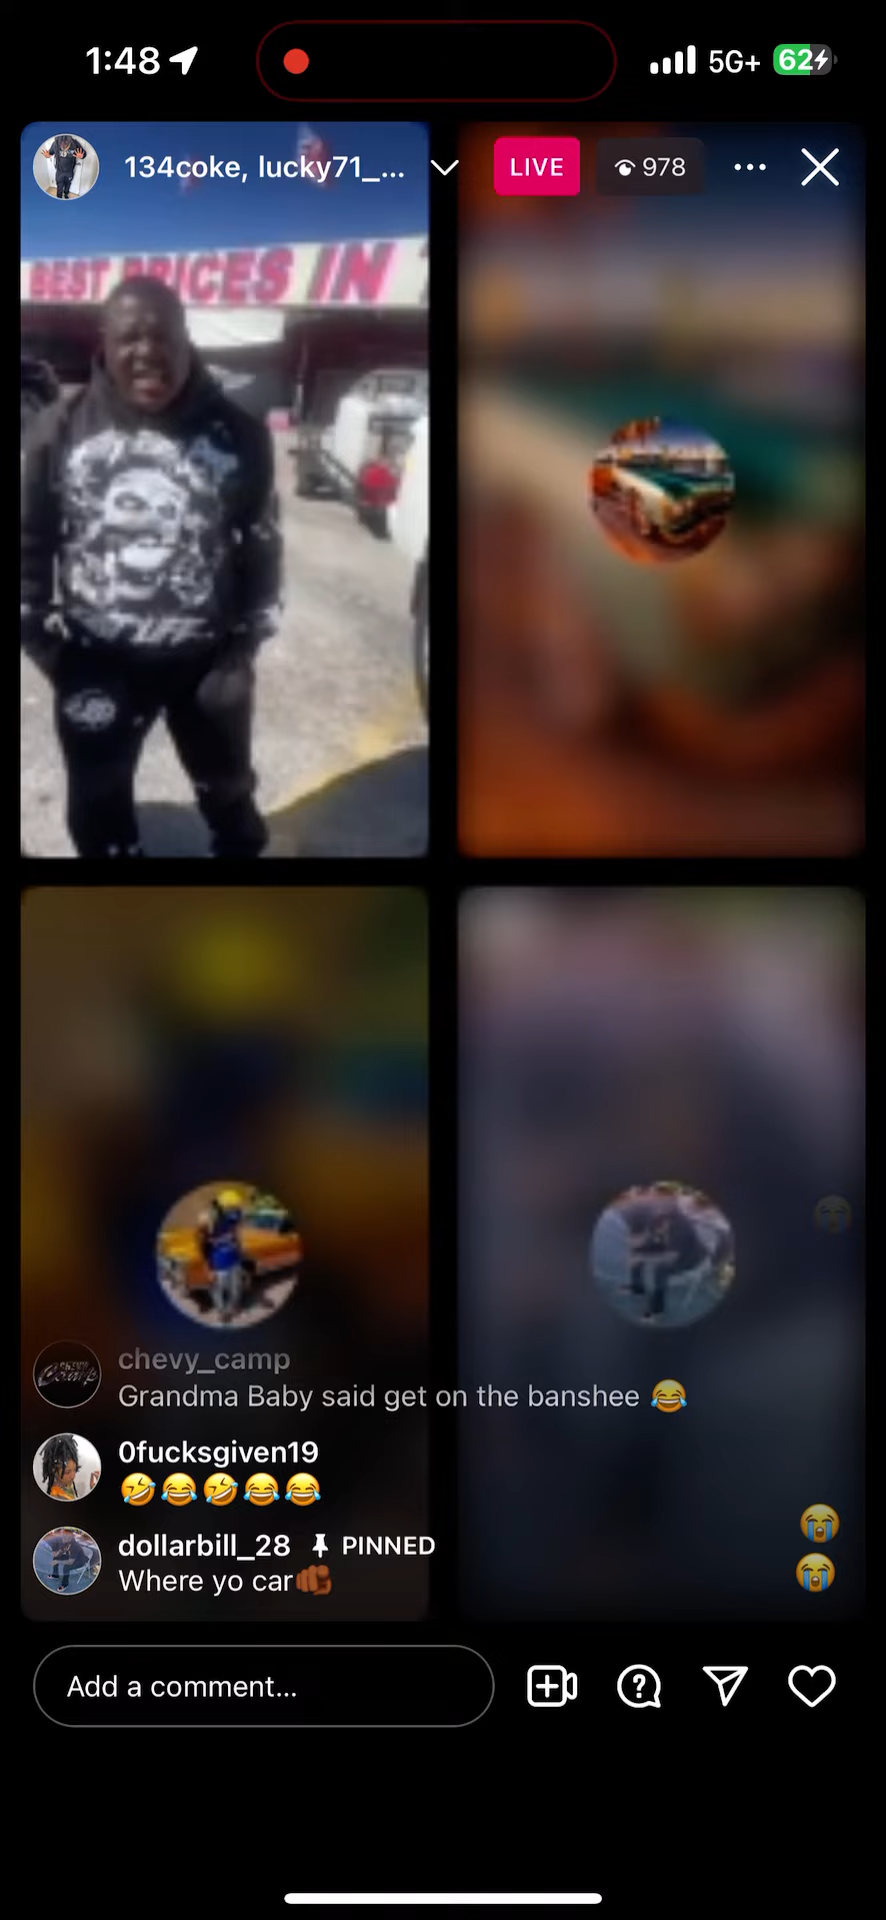 1:48
5G+
62
134coke, lucky71_...
LIVE
978
BEST PRICES IN
chevy_camp
Grandma Baby said get on the banshee 😂
0fucksgiven19
🤣😂🤣😂😂
dollarbill_28 PINNED
Where yo car🫵🏾
Add a comment...